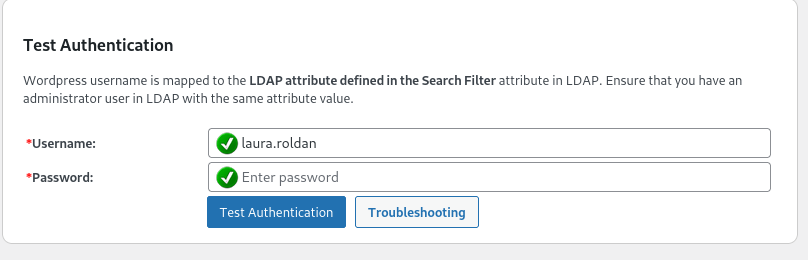 Test Authentication
Wordpress username is mapped to the LDAP attribute defined in the Search Filter attribute in LDAP. Ensure that you have an
administrator user in LDAP with the same attribute value.
*Username: laura.roldan
*Password: Enter password
Test Authentication Troubleshooting